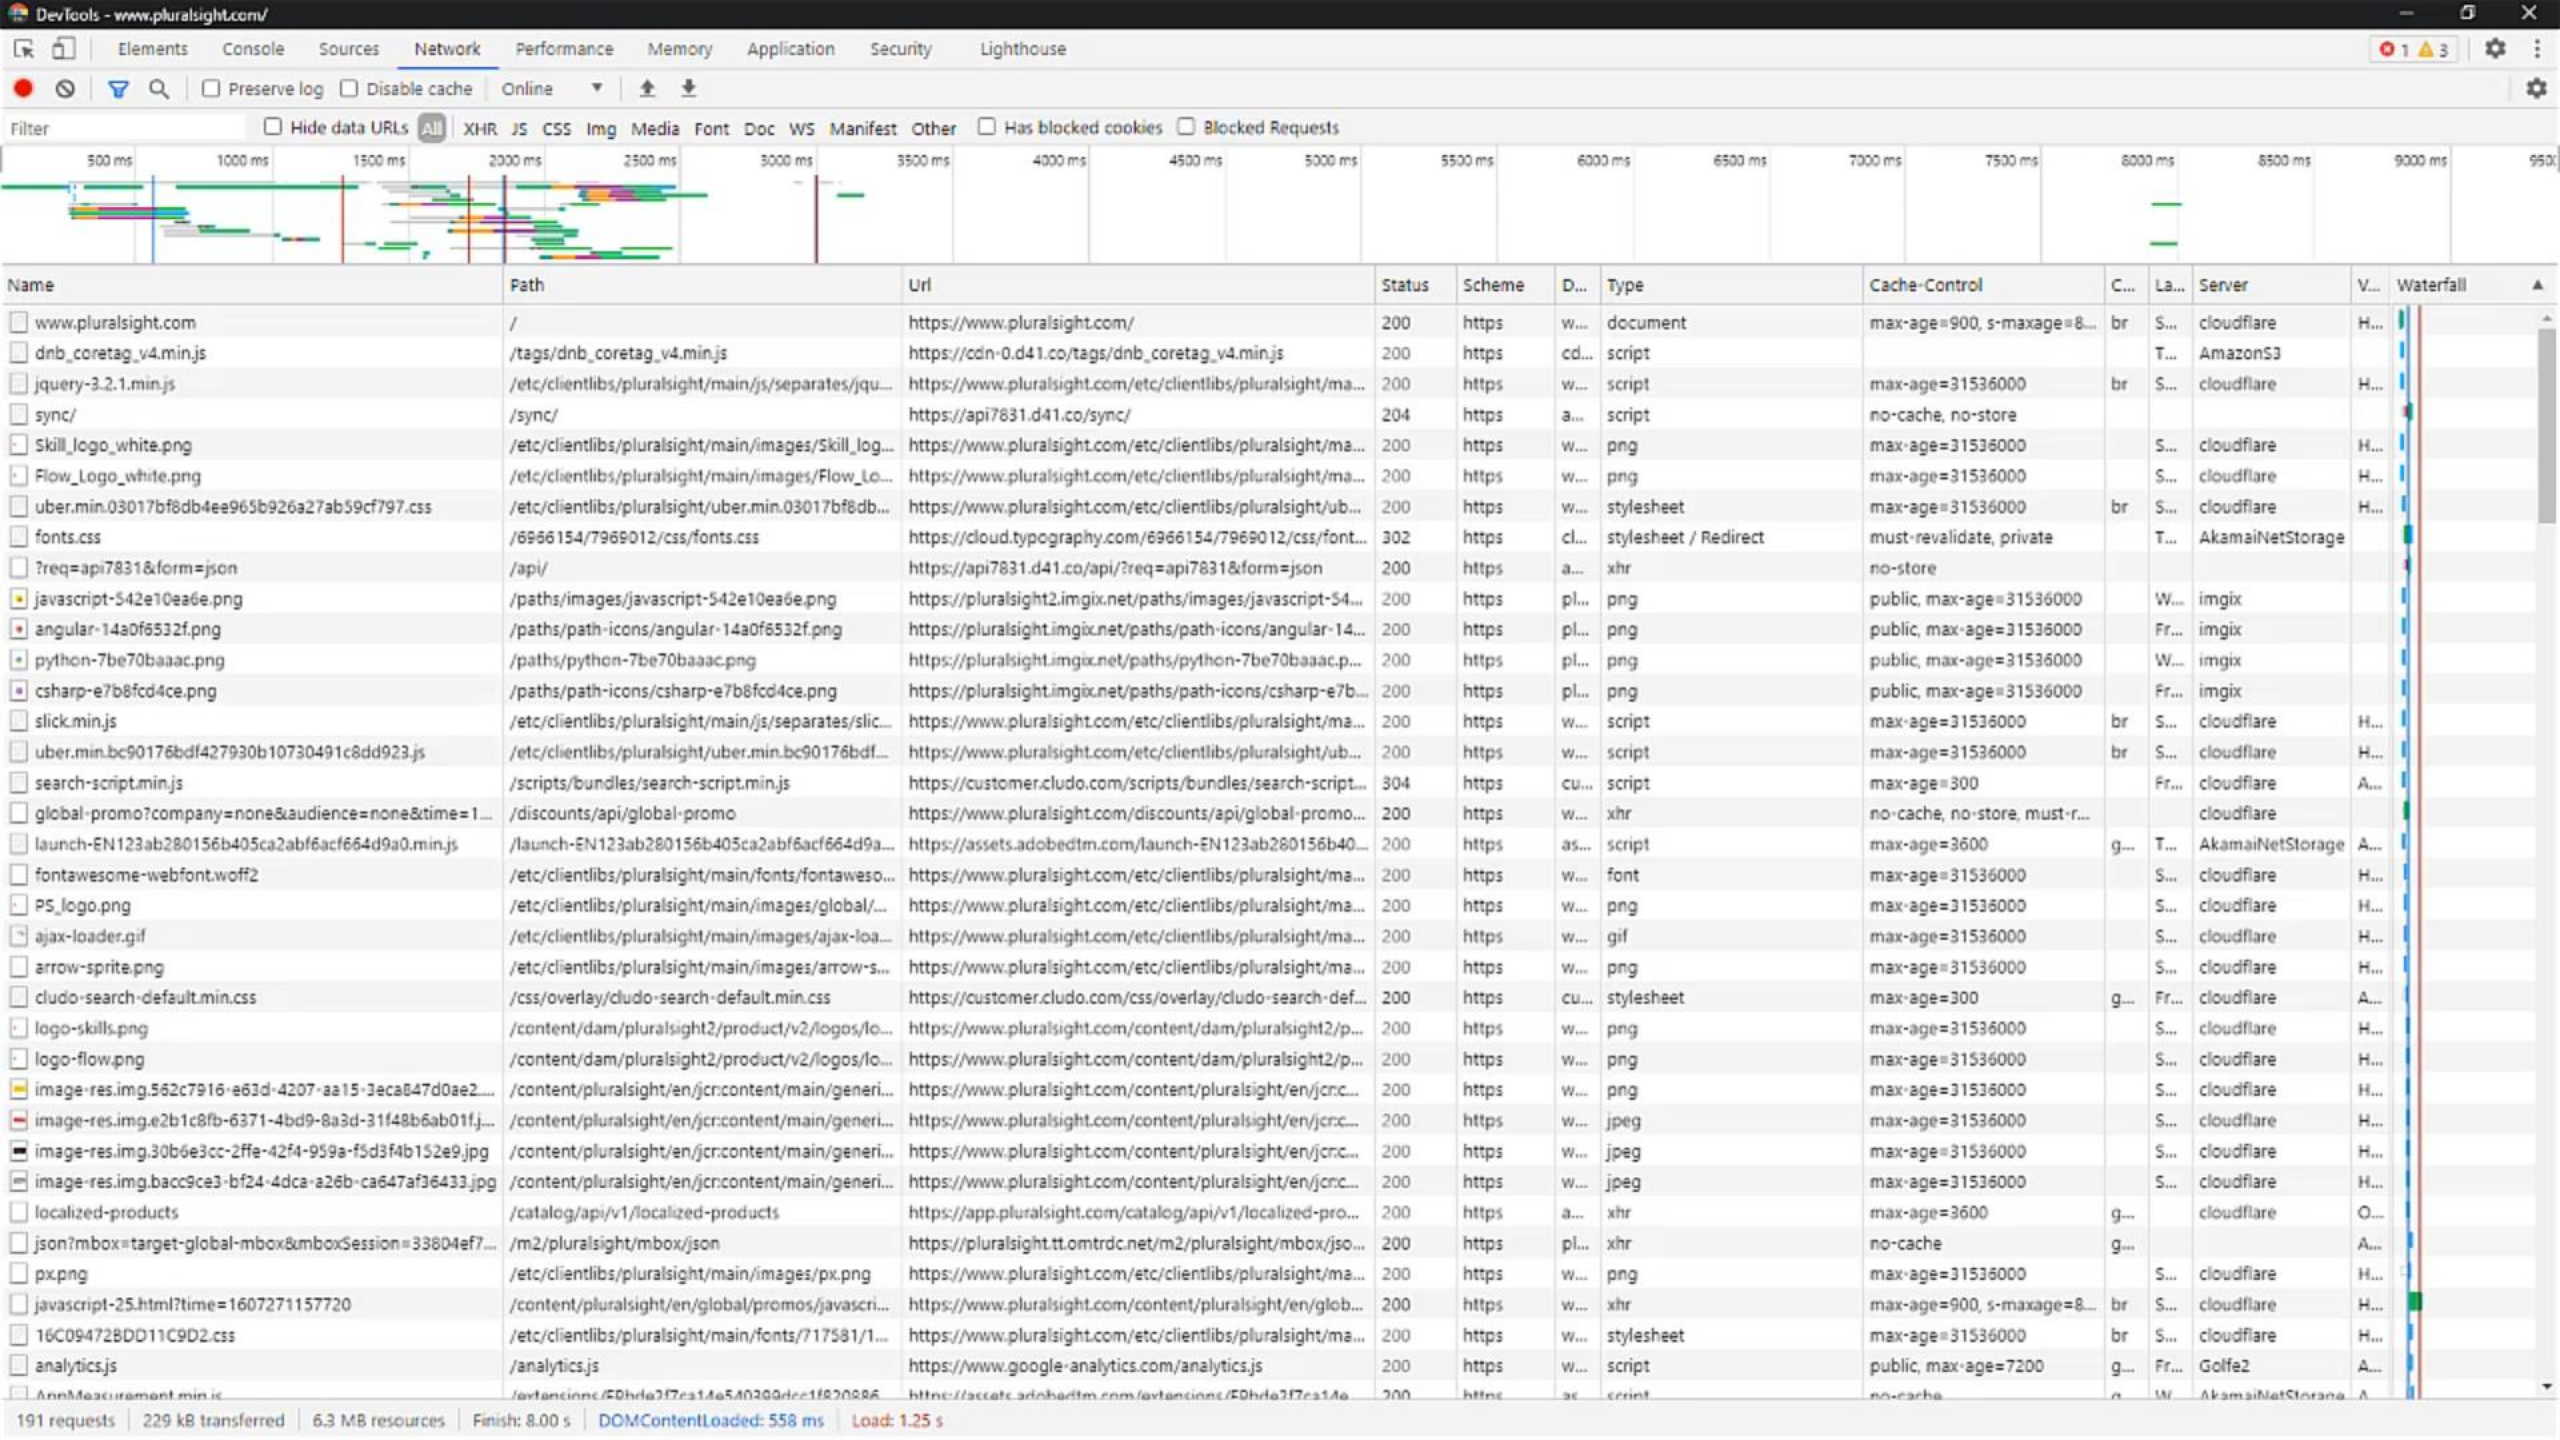 DevTools - www.pluralsight.com/
Elements Console Sources Network Performance Memory Application Security Lighthouse 1 3
Preserve log Disable cache Online
Filter Hide data URLs All XHR JS CSS Img Media Font Doc WS Manifest Other Has blocked cookies Blocked Requests
500 ms 1000 ms 1500 ms 2000 ms 2500 ms 3000 ms 3500 ms 4000 ms 4500 ms 5000 ms 5500 ms 6000 ms 6500 ms 7000 ms 7500 ms 8000 ms 8500 ms 9000 ms 950
Name Path Url Status Scheme D... Type Cache-Control C... La... Server V... Waterfall
www.pluralsight.com / https://www.pluralsight.com/ 200 https w... document max-age=900, s-maxage=8... br S... cloudflare H...
dnb_coretag_v4.min.js /tags/dnb_coretag_v4.min.js https://cdn-0.d41.co/tags/dnb_coretag_v4.min.js 200 https cd... script T... AmazonS3
jquery-3.2.1.min.js /etc/clientlibs/pluralsight/main/js/separates/jqu... https://www.pluralsight.com/etc/clientlibs/pluralsight/ma... 200 https w... script max-age=31536000 br S... cloudflare H...
sync/ /sync/ https://api7831.d41.co/sync/ 204 https a... script no-cache, no-store
Skill_logo_white.png /etc/clientlibs/pluralsight/main/images/Skill_log... https://www.pluralsight.com/etc/clientlibs/pluralsight/ma... 200 https w... png max-age=31536000 S... cloudflare H...
Flow_Logo_white.png /etc/clientlibs/pluralsight/main/images/Flow_Lo... https://www.pluralsight.com/etc/clientlibs/pluralsight/ma... 200 https w... png max-age=31536000 S... cloudflare H...
uber.min.03017bf8db4ee965b926a27ab59cf797.css /etc/clientlibs/pluralsight/uber.min.03017bf8db... https://www.pluralsight.com/etc/clientlibs/pluralsight/ub... 200 https w... stylesheet max-age=31536000 br S... cloudflare H...
fonts.css /6966154/7969012/css/fonts.css https://cloud.typography.com/6966154/7969012/css/font... 302 https cl... stylesheet / Redirect must-revalidate, private T... AkamaiNetStorage
?req=api7831&form=json /api/ https://api7831.d41.co/api/?req=api7831&form=json 200 https a... xhr no-store
javascript-542e10ea6e.png /paths/images/javascript-542e10ea6e.png https://pluralsight2.imgix.net/paths/images/javascript-54... 200 https pl... png public, max-age=31536000 W... imgix
angular-14a0f6532f.png /paths/path-icons/angular-14a0f6532f.png https://pluralsight.imgix.net/paths/path-icons/angular-14... 200 https pl... png public, max-age=31536000 Fr... imgix
python-7be70baaac.png /paths/python-7be70baaac.png https://pluralsight.imgix.net/paths/python-7be70baaac.p... 200 https pl... png public, max-age=31536000 W... imgix
csharp-e7b8fcd4ce.png /paths/path-icons/csharp-e7b8fcd4ce.png https://pluralsight.imgix.net/paths/path-icons/csharp-e7b... 200 https pl... png public, max-age=31536000 Fr... imgix
slick.min.js /etc/clientlibs/pluralsight/main/js/separates/slic... https://www.pluralsight.com/etc/clientlibs/pluralsight/ma... 200 https w... script max-age=31536000 br S... cloudflare H...
uber.min.bc90176bdf427930b10730491c8dd923.js /etc/clientlibs/pluralsight/uber.min.bc90176bdf... https://www.pluralsight.com/etc/clientlibs/pluralsight/ub... 200 https w... script max-age=31536000 br S... cloudflare H...
search-script.min.js /scripts/bundles/search-script.min.js https://customer.cludo.com/scripts/bundles/search-script... 304 https cu... script max-age=300 Fr... cloudflare A...
global-promo?company=none&audience=none&time=1... /discounts/api/global-promo https://www.pluralsight.com/discounts/api/global-promo... 200 https w... xhr no-cache, no-store, must-r... cloudflare
launch-EN123ab280156b405ca2abf6acf664d9a0.min.js /launch-EN123ab280156b405ca2abf6acf664d9a... https://assets.adobedtm.com/launch-EN123ab280156b40... 200 https as... script max-age=3600 g... T... AkamaiNetStorage A...
fontawesome-webfont.woff2 /etc/clientlibs/pluralsight/main/fonts/fontaweso... https://www.pluralsight.com/etc/clientlibs/pluralsight/ma... 200 https w... font max-age=31536000 S... cloudflare H...
PS_logo.png /etc/clientlibs/pluralsight/main/images/global/... https://www.pluralsight.com/etc/clientlibs/pluralsight/ma... 200 https w... png max-age=31536000 S... cloudflare H...
ajax-loader.gif /etc/clientlibs/pluralsight/main/images/ajax-loa... https://www.pluralsight.com/etc/clientlibs/pluralsight/ma... 200 https w... gif max-age=31536000 S... cloudflare H...
arrow-sprite.png /etc/clientlibs/pluralsight/main/images/arrow-s... https://www.pluralsight.com/etc/clientlibs/pluralsight/ma... 200 https w... png max-age=31536000 S... cloudflare H...
cludo-search-default.min.css /css/overlay/cludo-search-default.min.css https://customer.cludo.com/css/overlay/cludo-search-def... 200 https cu... stylesheet max-age=300 g... Fr... cloudflare A...
logo-skills.png /content/dam/pluralsight2/product/v2/logos/lo... https://www.pluralsight.com/content/dam/pluralsight2/p... 200 https w... png max-age=31536000 S... cloudflare H...
logo-flow.png /content/dam/pluralsight2/product/v2/logos/lo... https://www.pluralsight.com/content/dam/pluralsight2/p... 200 https w... png max-age=31536000 S... cloudflare H...
image-res.img.562c7916-e63d-4207-aa15-3eca847d0ae2.... /content/pluralsight/en/jcr:content/main/generi... https://www.pluralsight.com/content/pluralsight/en/jcr:c... 200 https w... png max-age=31536000 S... cloudflare H...
image-res.img.e2b1c8fb-6371-4bd9-8a3d-31f48b6ab01f.j... /content/pluralsight/en/jcr:content/main/generi... https://www.pluralsight.com/content/pluralsight/en/jcr:c... 200 https w... jpeg max-age=31536000 S... cloudflare H...
image-res.img.30b6e3cc-2ffe-42f4-959a-f5d3f4b152e9.jpg /content/pluralsight/en/jcr:content/main/generi... https://www.pluralsight.com/content/pluralsight/en/jcr:c... 200 https w... jpeg max-age=31536000 S... cloudflare H...
image-res.img.bacc9ce3-bf24-4dca-a26b-ca647af36433.jpg /content/pluralsight/en/jcr:content/main/generi... https://www.pluralsight.com/content/pluralsight/en/jcr:c... 200 https w... jpeg max-age=31536000 S... cloudflare H...
localized-products /catalog/api/v1/localized-products https://app.pluralsight.com/catalog/api/v1/localized-pro... 200 https a... xhr max-age=3600 g... cloudflare O...
json?mbox=target-global-mbox&mboxSession=33804ef7... /m2/pluralsight/mbox/json https://pluralsight.tt.omtrdc.net/m2/pluralsight/mbox/jso... 200 https pl... xhr no-cache g... A...
px.png /etc/clientlibs/pluralsight/main/images/px.png https://www.pluralsight.com/etc/clientlibs/pluralsight/ma... 200 https w... png max-age=31536000 S... cloudflare H...
javascript-25.html?time=1607271157720 /content/pluralsight/en/global/promos/javascri... https://www.pluralsight.com/content/pluralsight/en/glob... 200 https w... xhr max-age=900, s-maxage=8... br S... cloudflare H...
16C09472BDD11C9D2.css /etc/clientlibs/pluralsight/main/fonts/717581/1... https://www.pluralsight.com/etc/clientlibs/pluralsight/ma... 200 https w... stylesheet max-age=31536000 br S... cloudflare H...
analytics.js /analytics.js https://www.google-analytics.com/analytics.js 200 https w... script public, max-age=7200 g... Fr... Golfe2 A...
AppMeasurement.min.js 200 https as... script no-cache g... W... AkamaiNetStorage A...
191 requests 229 kB transferred 6.3 MB resources Finish: 8.00 s DOMContentLoaded: 558 ms Load: 1.25 s